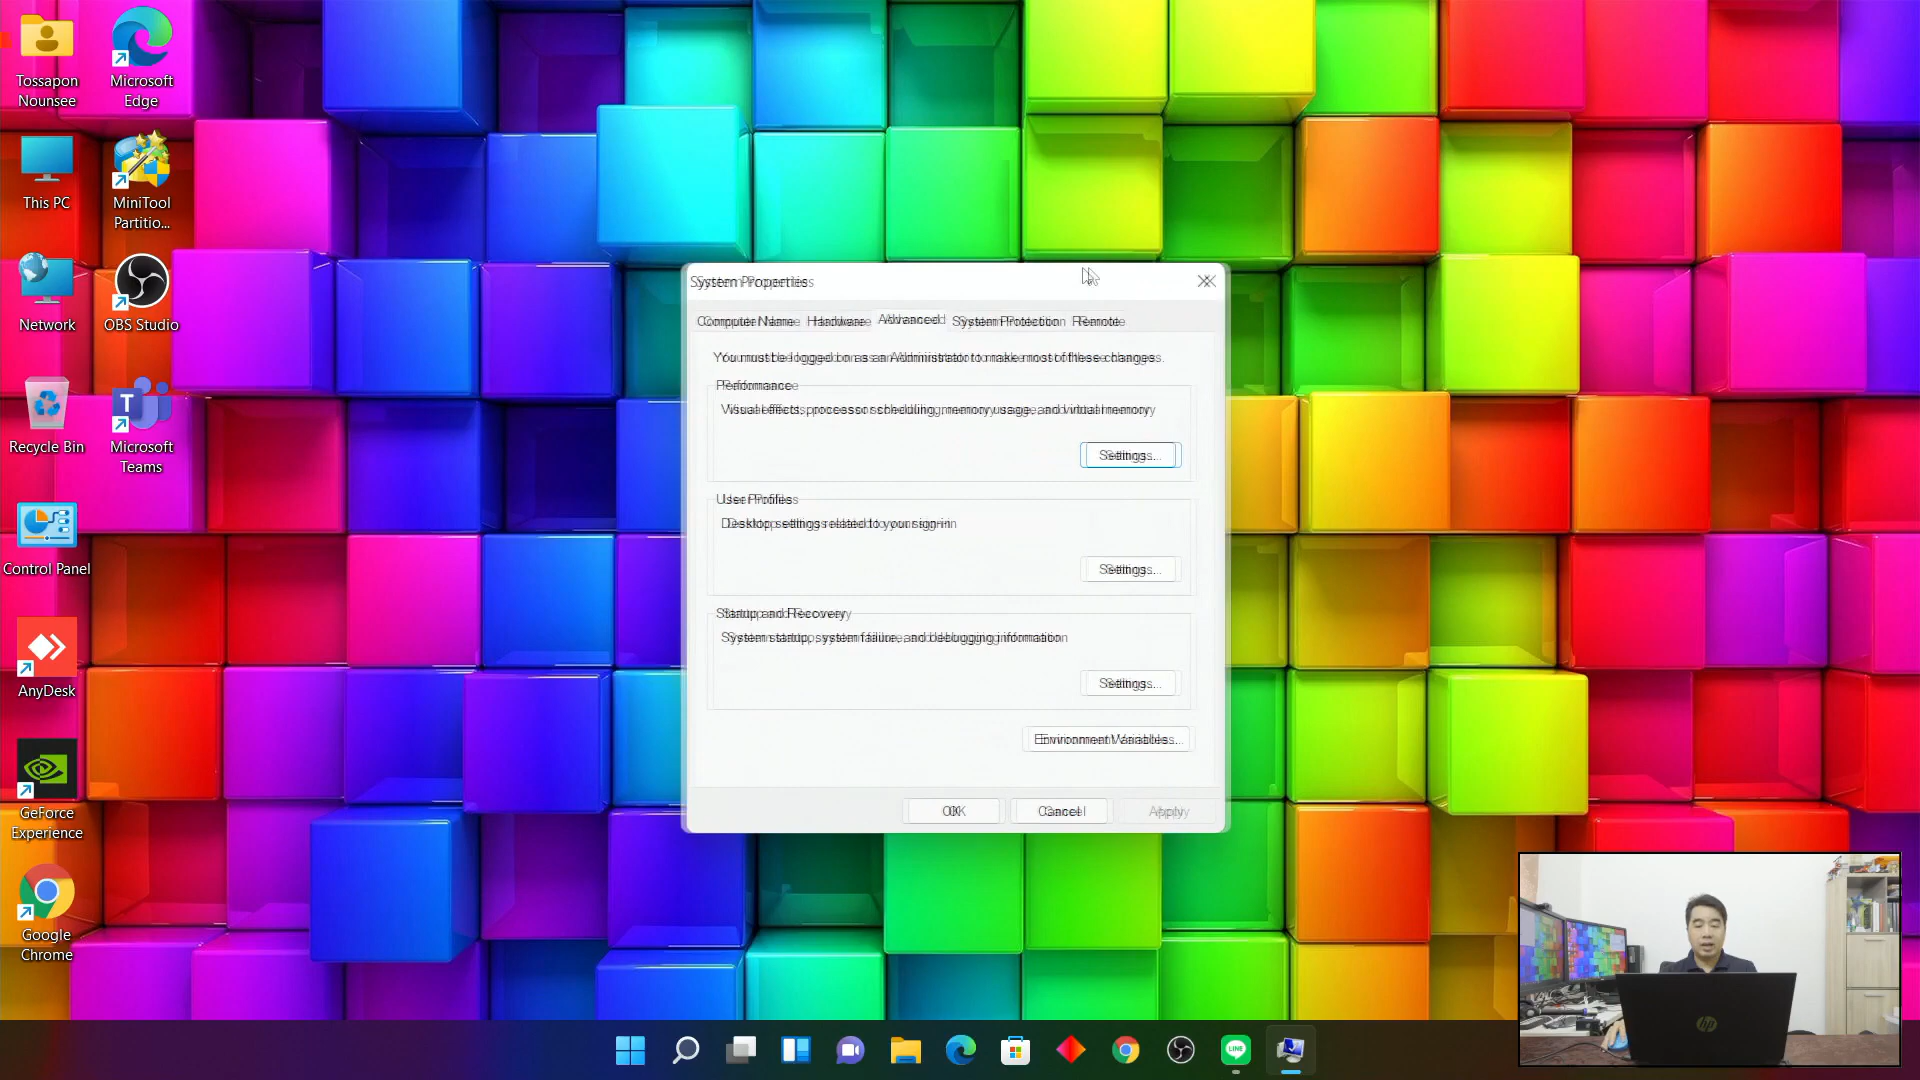 Tossapon
Nounsee
Microsoft
Edge
This PC
MiniTool
Partitio...
Network
OBS Studio
Recycle Bin
Microsoft
Teams
Control Panel
AnyDesk
GeForce
Experience
Google
Chrome
System Properties
Computer Name Hardware Advanced System Protection Remote
You must be logged on as an Administrator to make most of these changes.
Performance
Visual effects, processor scheduling, memory usage, and virtual memory
Settings...
User Profiles
Desktop settings related to your sign-in
Settings...
Startup and Recovery
System startup, system failure, and debugging information
Settings...
Environment Variables...
OK Cancel Apply
LINE
hp